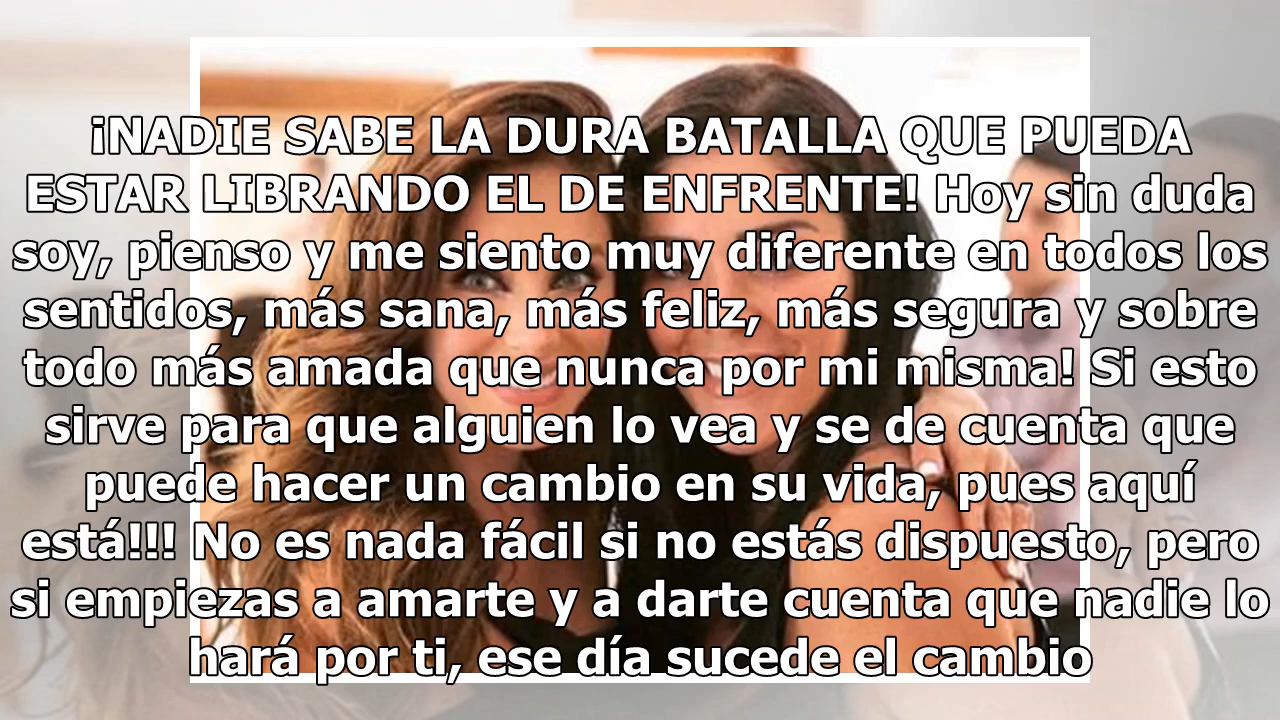 ¡NADIE SABE LA DURA BATALLA QUE PUEDA
ESTAR LIBRANDO EL DE ENFRENTE! Hoy sin duda
soy, pienso y me siento muy diferente en todos los
sentidos, más sana, más feliz, más segura y sobre
todo más amada que nunca por mi misma! Si esto
sirve para que alguien lo vea y se de cuenta que
puede hacer un cambio en su vida, pues aquí
está!!! No es nada fácil si no estás dispuesto, pero
si empiezas a amarte y a darte cuenta que nadie lo
hará por ti, ese día sucede el cambio